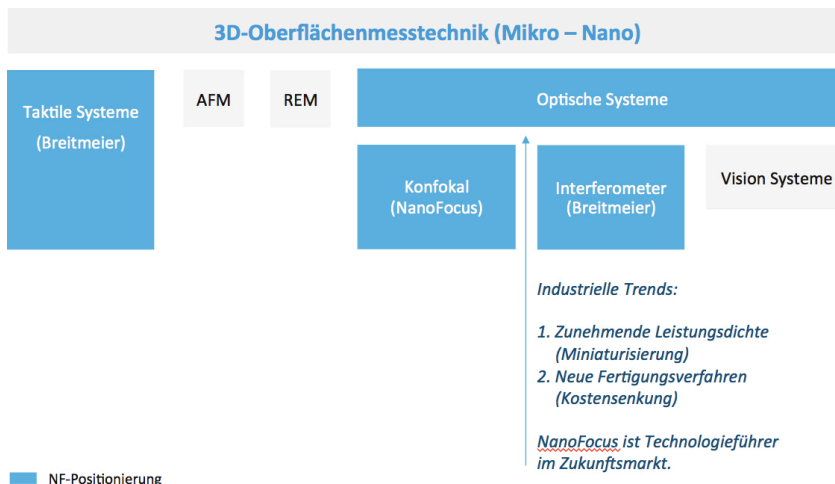 3D-Oberflächenmesstechnik (Mikro – Nano)
Taktile Systeme
(Breitmeier)
AFM
REM
Optische Systeme
Konfokal
(NanoFocus)
Interferometer
(Breitmeier)
Vision Systeme
Industrielle Trends:
1. Zunehmende Leistungsdichte
(Miniaturisierung)
2. Neue Fertigungsverfahren
(Kostensenkung)
NanoFocus ist Technologieführer
im Zukunftsmarkt.
NF-Positionierung